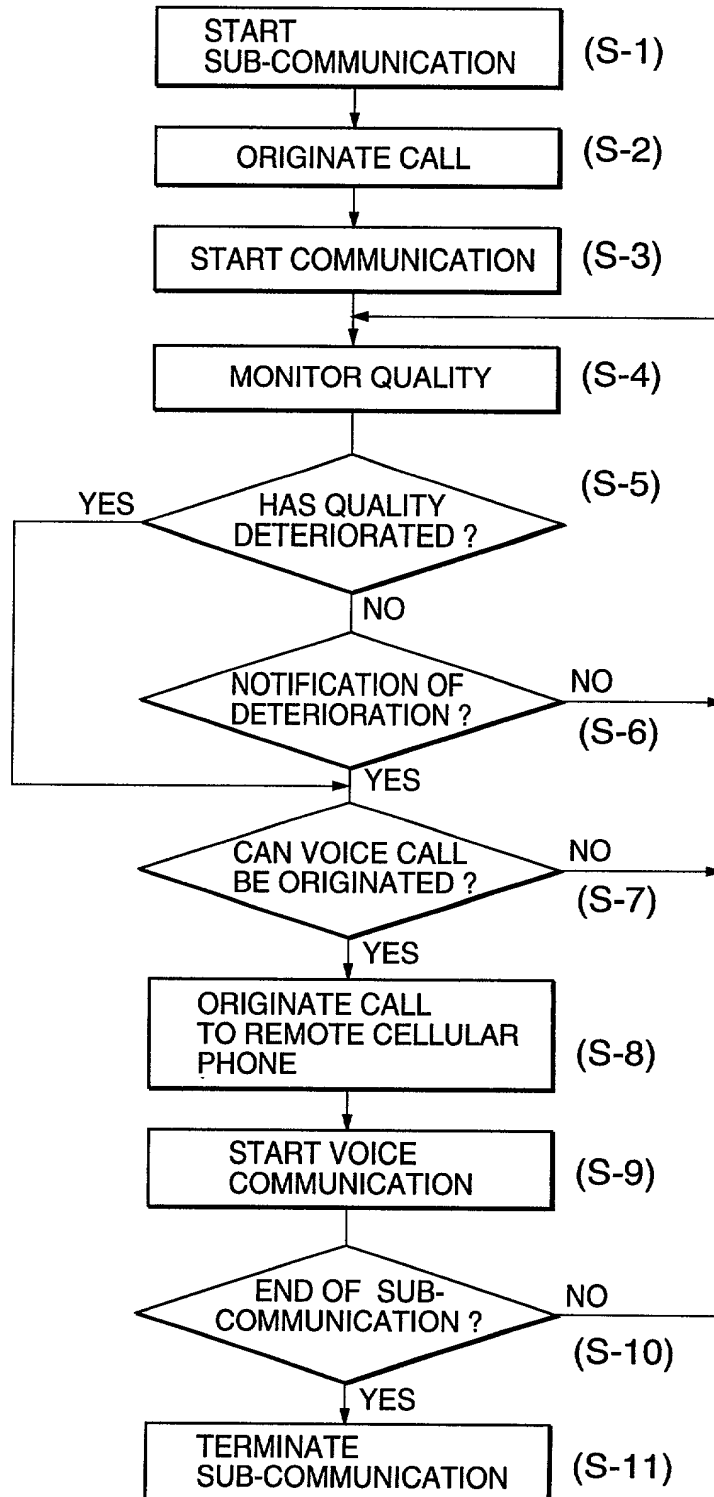 START
SUB-COMMUNICATION
(S-1)
ORIGINATE CALL
(S-2)
START COMMUNICATION
(S-3)
MONITOR QUALITY
(S-4)
YES
HAS QUALITY
DETERIORATED ?
(S-5)
NO
NOTIFICATION OF
DETERIORATION ?
NO
(S-6)
YES
CAN VOICE CALL
BE ORIGINATED ?
NO
(S-7)
YES
ORIGINATE CALL
TO REMOTE CELLULAR
PHONE
(S-8)
START VOICE
COMMUNICATION
(S-9)
END OF SUB-
COMMUNICATION ?
NO
(S-10)
YES
TERMINATE
SUB-COMMUNICATION
(S-11)